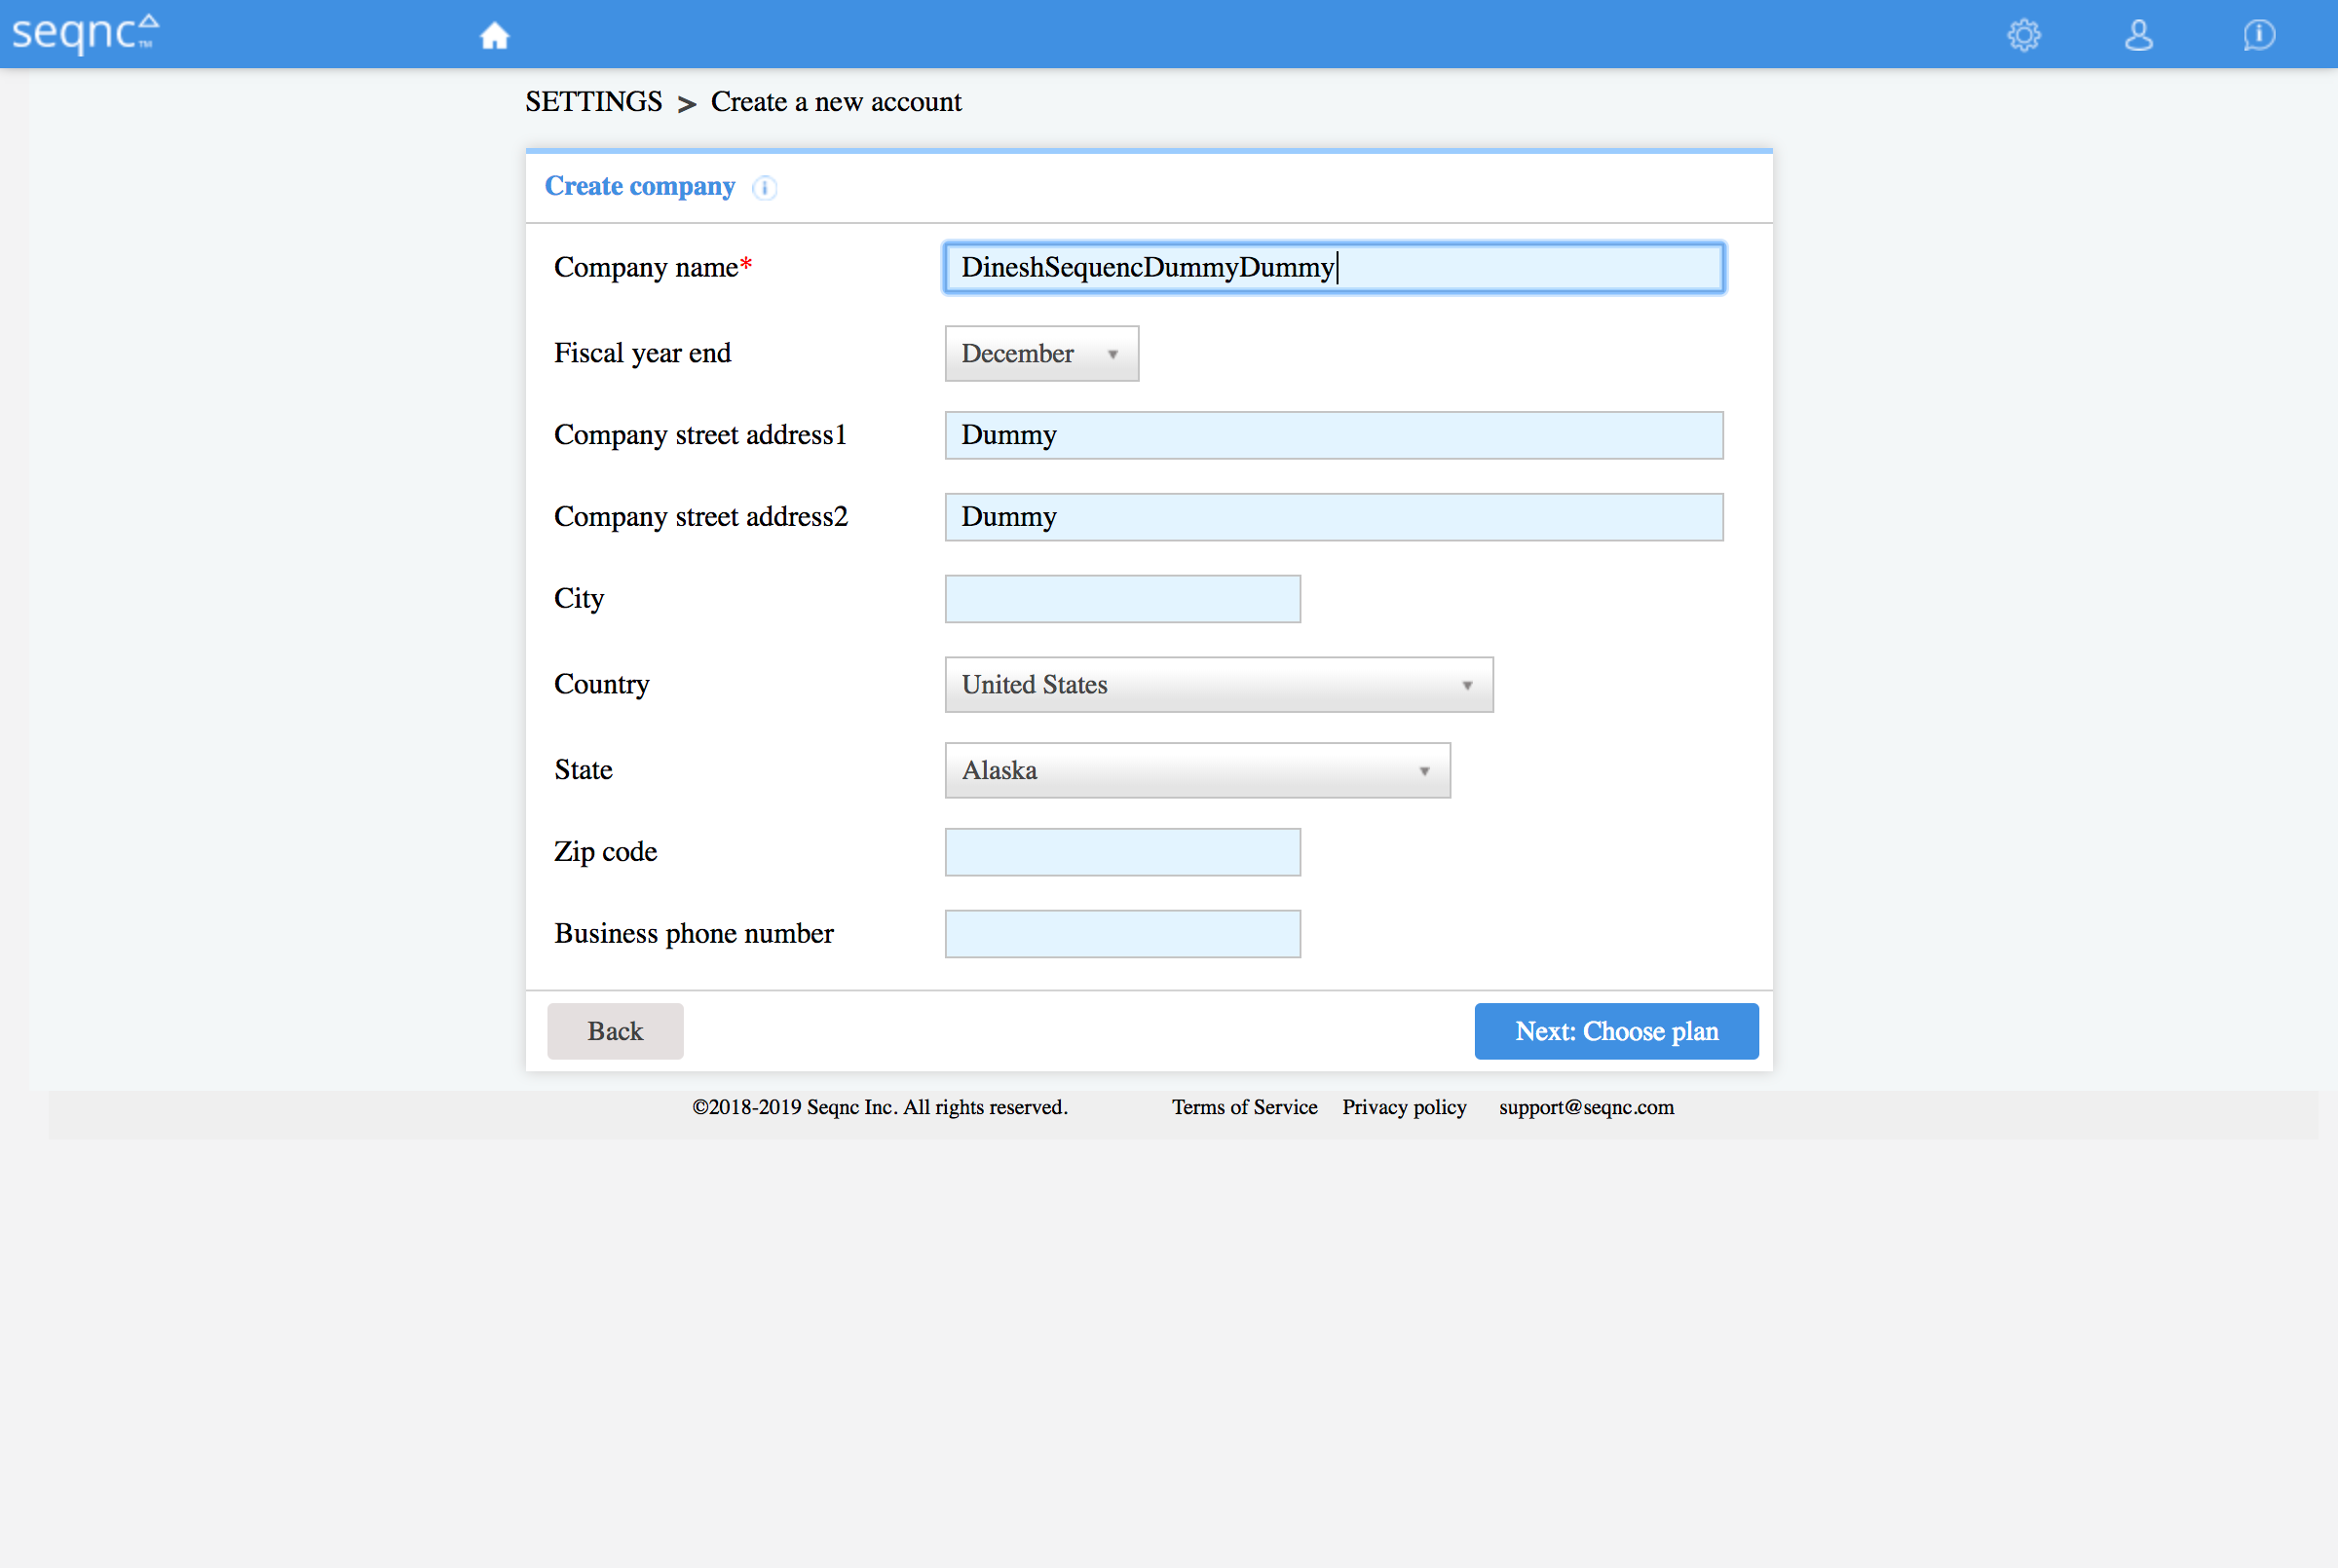 seqnc TM
SETTINGS > Create a new account
Create company
Company name* DineshSequencDummyDummy
Fiscal year end December
Company street address1 Dummy
Company street address2 Dummy
City
Country United States
State Alaska
Zip code
Business phone number
Back Next: Choose plan
©2018-2019 Seqnc Inc. All rights reserved. Terms of Service Privacy policy support@seqnc.com